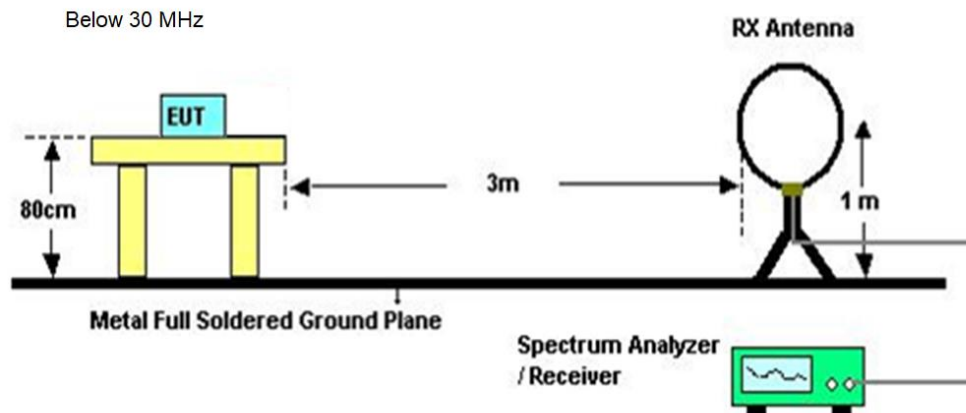 Below 30 MHz
RX Antenna
EUT
80cm
3m
1 m
Metal Full Soldered Ground Plane
Spectrum Analyzer
/ Receiver